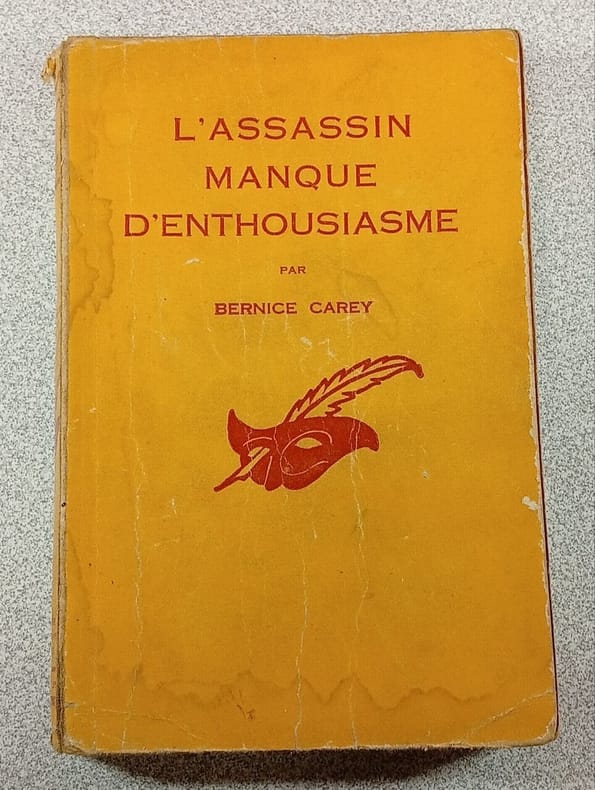 L'ASSASSIN
MANQUE
D'ENTHOUSIASME
PAR
BERNICE CAREY